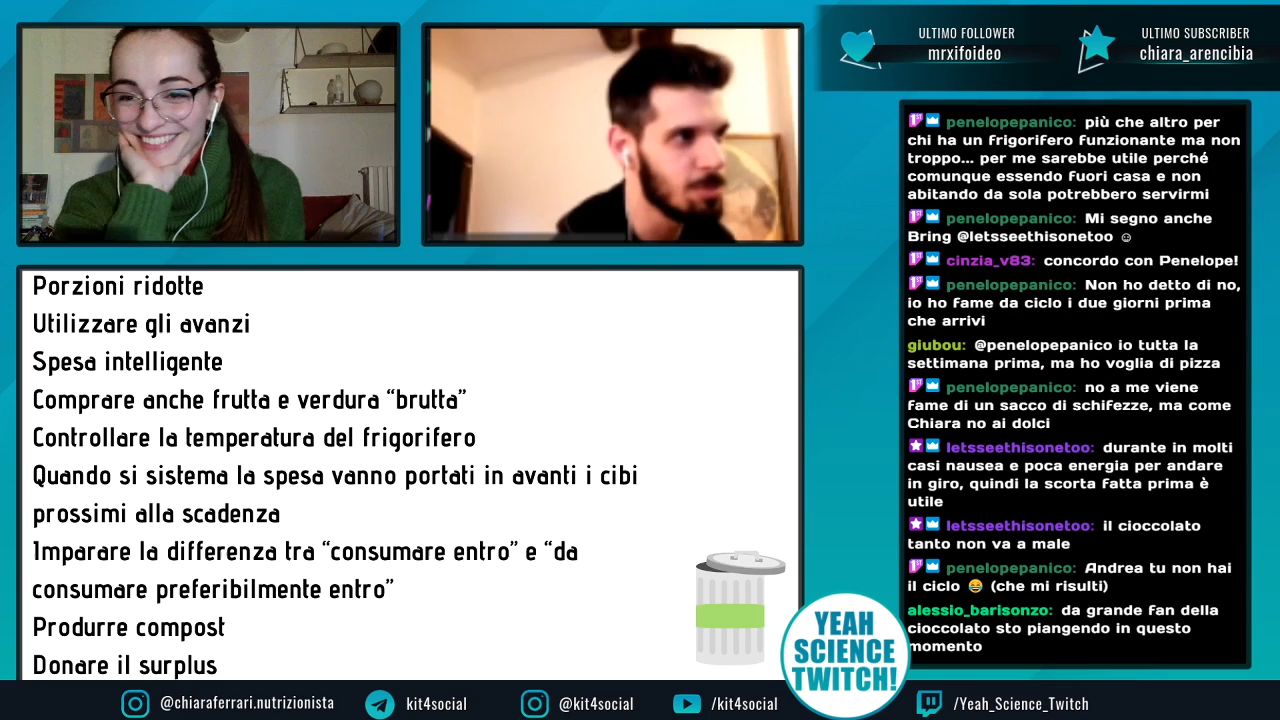 ULTIMO FOLLOWER
mrxifoideo
ULTIMO SUBSCRIBER
chiara_arencibia
Porzioni ridotte
Utilizzare gli avanzi
Spesa intelligente
Comprare anche frutta e verdura “brutta”
Controllare la temperatura del frigorifero
Quando si sistema la spesa vanno portati in avanti i cibi
prossimi alla scadenza
Imparare la differenza tra “consumare entro” e “da
consumare preferibilmente entro”
Produrre compost
Donare il surplus
penelopepanico: più che altro per
chi ha un frigorifero funzionante ma non
troppo... per me sarebbe utile perché
comunque essendo fuori casa e non
abitando da sola potrebbero servirmi
penelopepanico: Mi segno anche
Bring @letsseethisonetoo ☺
cinzia_v83: concordo con Penelope!
penelopepanico: Non ho detto di no,
io ho fame da ciclo i due giorni prima
che arrivi
giubou: @penelopepanico io tutta la
settimana prima, ma ho voglia di pizza
penelopepanico: no a me viene
fame di un sacco di schifezze, ma come
Chiara no ai dolci
letsseethisonetoo: durante in molti
casi nausea e poca energia per andare
in giro, quindi la scorta fatta prima è
utile
letsseethisonetoo: il cioccolato
tanto non va a male
penelopepanico: Andrea tu non hai
il ciclo 😂 (che mi risulti)
alessio_barisonzo: da grande fan della
cioccolato sto piangendo in questo
momento
YEAH
SCIENCE
TWITCH!
@chiaraferrari.nutrizionista
kit4social
@kit4social
/kit4social
/Yeah_Science_Twitch